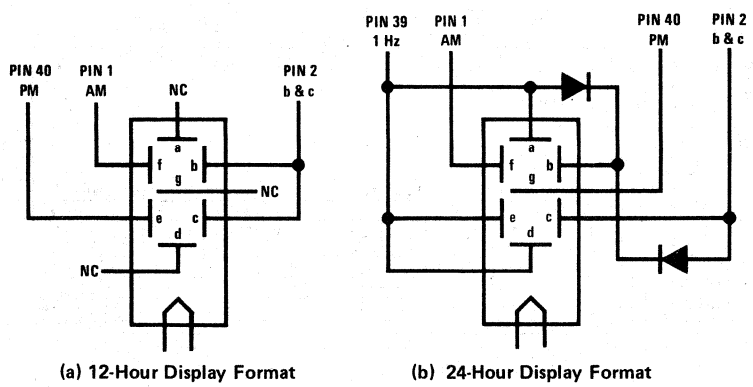 PIN 40
PM
PIN 1
AM
NC
PIN 2
b & c
a
f
b
g
NC
e
c
d
NC
(a) 12-Hour Display Format
PIN 39
1 Hz
PIN 1
AM
PIN 40
PM
PIN 2
b & c
a
f
b
g
e
c
d
(b) 24-Hour Display Format